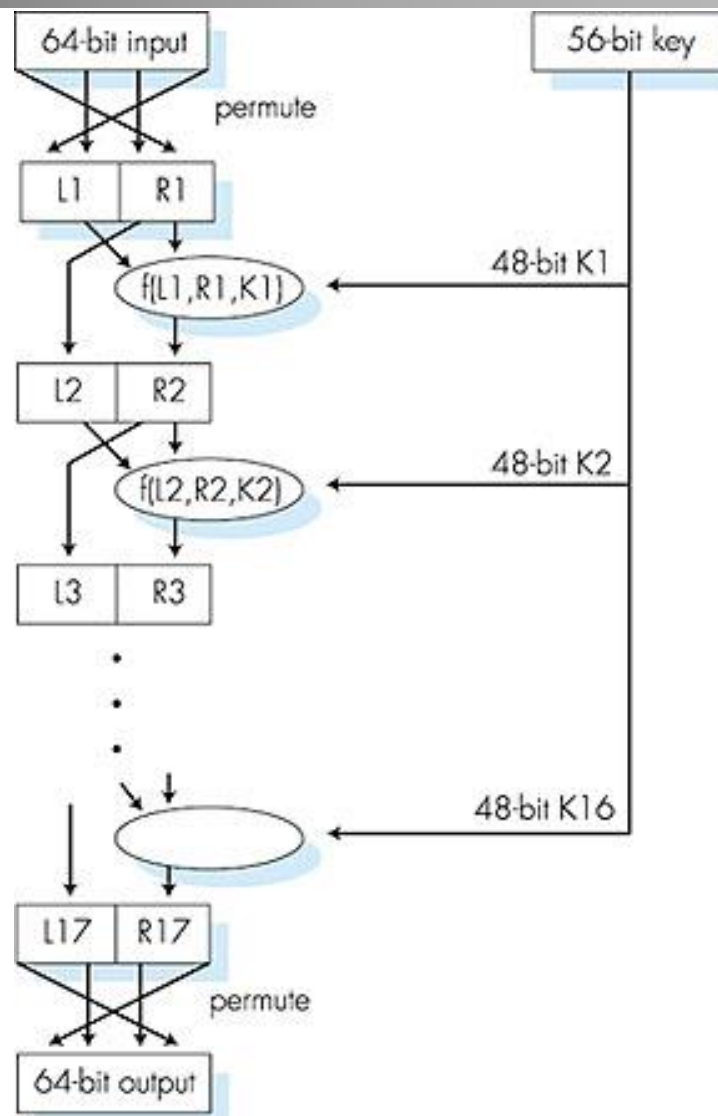 64-bit input
56-bit key
permute
L1 R1
48-bit K1
f(L1,R1,K1)
L2 R2
48-bit K2
f(L2,R2,K2)
L3 R3
48-bit K16
L17 R17
permute
64-bit output